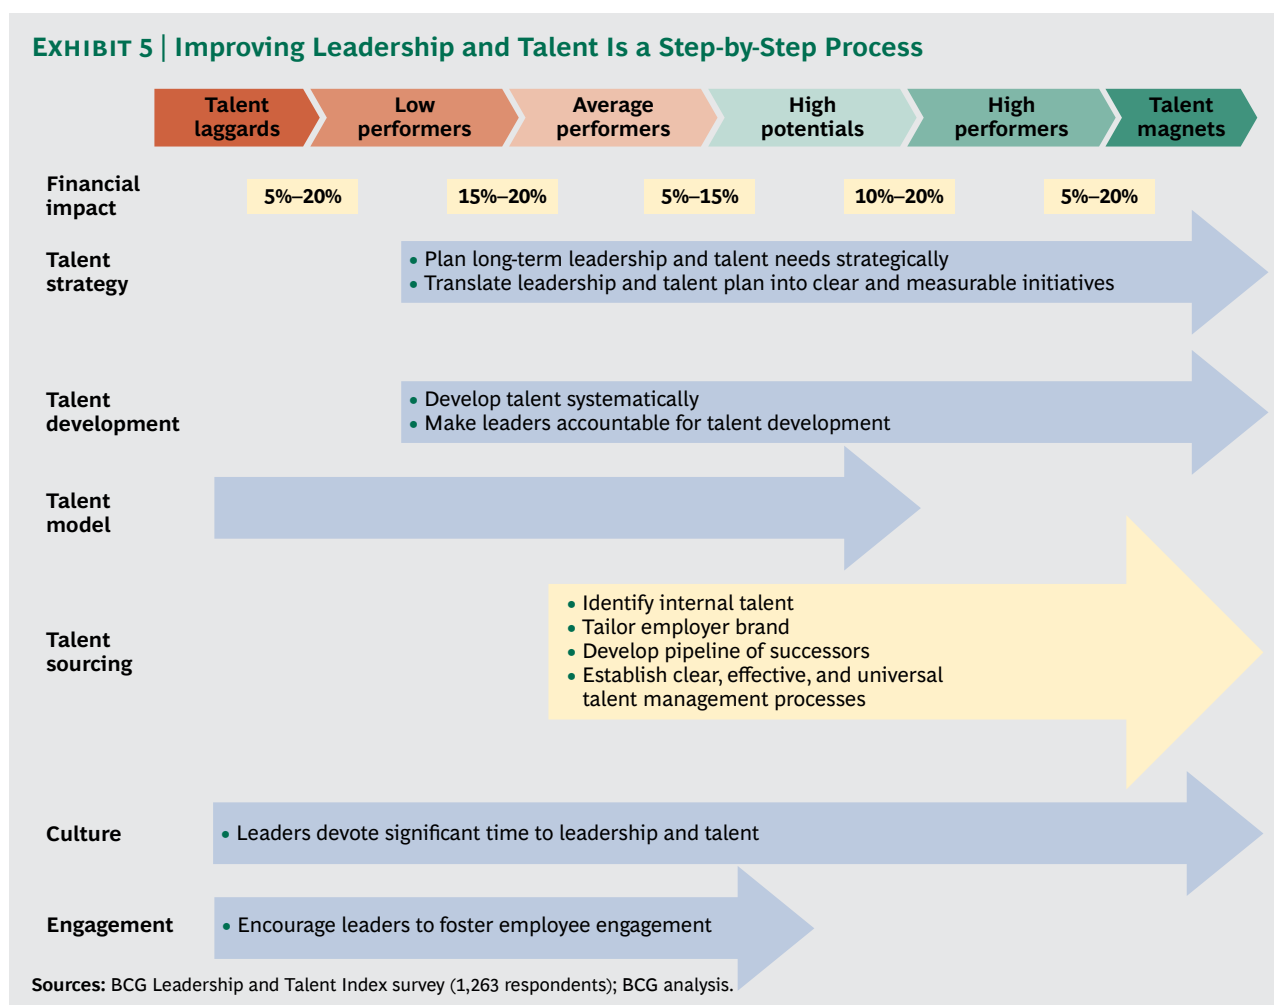 EXHIBIT 5 | Improving Leadership and Talent Is a Step-by-Step Process
Talent
laggards
Low
performers
Average
performers
High
potentials
High
performers
Talent
magnets
Financial
impact
5%–20%
15%–20%
5%–15%
10%–20%
5%–20%
Talent
strategy
• Plan long-term leadership and talent needs strategically
• Translate leadership and talent plan into clear and measurable initiatives
Talent
development
• Develop talent systematically
• Make leaders accountable for talent development
Talent
model
Talent
sourcing
• Identify internal talent
• Tailor employer brand
• Develop pipeline of successors
• Establish clear, effective, and universal
talent management processes
Culture
• Leaders devote significant time to leadership and talent
Engagement
• Encourage leaders to foster employee engagement
Sources: BCG Leadership and Talent Index survey (1,263 respondents); BCG analysis.